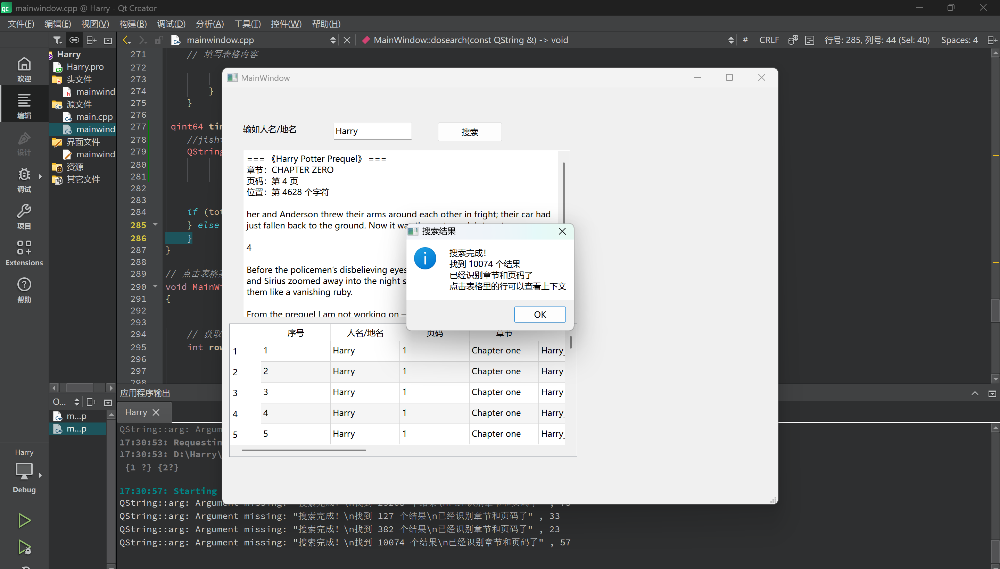 mainwindow.cpp @ Harry - Qt Creator
文件(F) 编辑(E) 视图(V) 构建(B) 调试(D) 分析(A) 工具(T) 控件(W) 帮助(H)
mainwindow.cpp
MainWindow::dosearch(const QString &) -> void
# CRLF 行号: 285, 列号: 44 (Sel: 40) Spaces: 4
欢迎
编辑
设计
调试
项目
Extensions
帮助
Harry
Debug
Harry
Harry.pro
头文件
mainwind
源文件
main.cpp
mainwind
界面文件
mainwind
资源
其它文件
O...
m...p
m...p
271 // 填写表格内容
272
273
274 }
275 }
276
277 qint64 tim
278 //jish
279 QString
280
281
282
283
284 if (tot
285 } else
286 }
287 }
288
289 // 点击表格
290 void MainWi
291 {
292
293
294 // 获取
295 int row
296
297
298
MainWindow
输如人名/地名
Harry
搜索
=== 《Harry Potter Prequel》 ===
章节：CHAPTER ZERO
页码：第 4 页
位置：第 4628 个字符
her and Anderson threw their arms around each other in fright; their car had
just fallen back to the ground. Now it wa
4
Before the policemen’s disbelieving eyes
and Sirius zoomed away into the night s
them like a vanishing ruby.
From the prequel I am not working on –
搜索结果
搜索完成！
找到 10074 个结果
已经识别章节和页码了
点击表格里的行可以查看上下文
OK
序号 人名/地名 页码 章节
1 1 Harry 1 Chapter one Harry_
2 2 Harry 1 Chapter one Harry_
3 3 Harry 1 Chapter one Harry_
4 4 Harry 1 Chapter one Harry_
5 5 Harry 1 Chapter one Harry_
应用程序输出
Harry
QString::arg: Argum
17:30:53: Requestin
17:30:53: D:\Harry\
{1 ?} {2?}
17:30:57: Starting
QString::arg: Argument missing:
QString::arg: Argument missing: "搜索完成！\n找到 127 个结果\n已经识别章节和页码了" , 33
QString::arg: Argument missing: "搜索完成！\n找到 382 个结果\n已经识别章节和页码了" , 23
QString::arg: Argument missing: "搜索完成！\n找到 10074 个结果\n已经识别章节和页码了" , 57